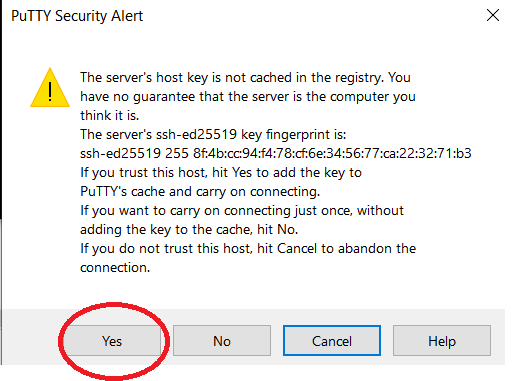 PuTTY Security Alert
The server's host key is not cached in the registry. You
have no guarantee that the server is the computer you
think it is.
The server's ssh-ed25519 key fingerprint is:
ssh-ed25519 255 8f:4b:cc:94:f4:78:cf:6e:34:56:77:ca:22:32:71:b3
If you trust this host, hit Yes to add the key to
PuTTY's cache and carry on connecting.
If you want to carry on connecting just once, without
adding the key to the cache, hit No.
If you do not trust this host, hit Cancel to abandon the
connection.
Yes No Cancel Help